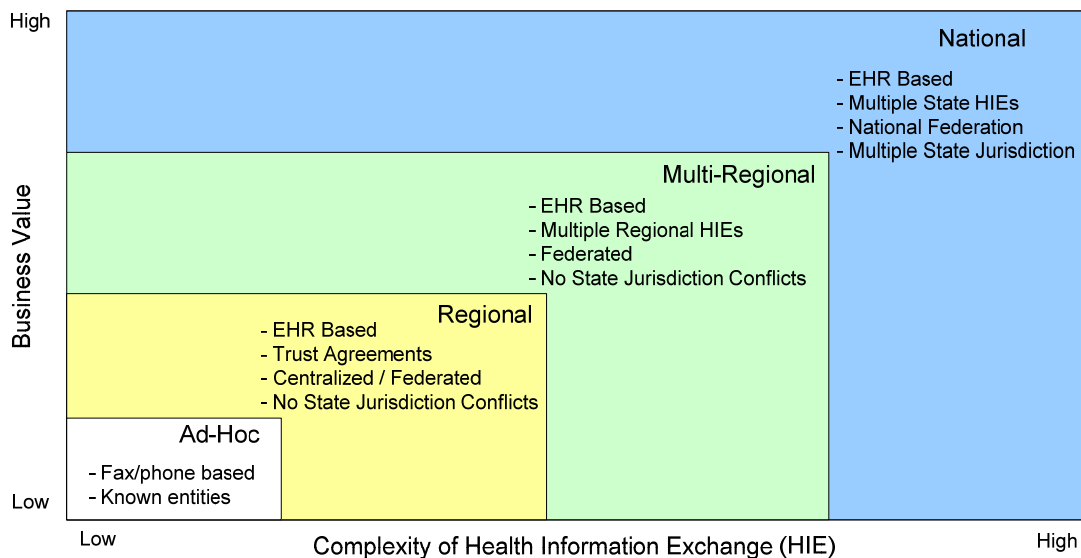 High
National
- EHR Based
- Multiple State HIEs
- National Federation
- Multiple State Jurisdiction
Multi-Regional
- EHR Based
- Multiple Regional HIEs
- Federated
- No State Jurisdiction Conflicts
Business Value
Regional
- EHR Based
- Trust Agreements
- Centralized / Federated
- No State Jurisdiction Conflicts
Ad-Hoc
- Fax/phone based
- Known entities
Low
Low
Complexity of Health Information Exchange (HIE)
High